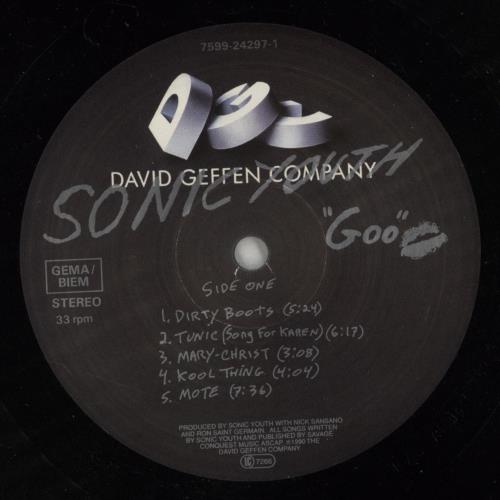 7599-24297-1
DGC
DAVID GEFFEN COMPANY
SONIC YOUTH
"Goo"
GEMA/
BIEM
STEREO
33 rpm
SIDE ONE
1. DIRTY BOOTS (5:24)
2. TUNIC (Song FOR KAREN) (6:17)
3. MARY-CHRIST (3:08)
4. KOOL THING (4:04)
5. MOTE (7:36)
PRODUCED BY SONIC YOUTH WITH NICK SANSANO
AND RON SAINT GERMAIN. ALL SONGS WRITTEN
BY SONIC YOUTH AND PUBLISHED BY SAVAGE
CONQUEST MUSIC ASCAP. ℗1990 THE
DAVID GEFFEN COMPANY
LC 7266